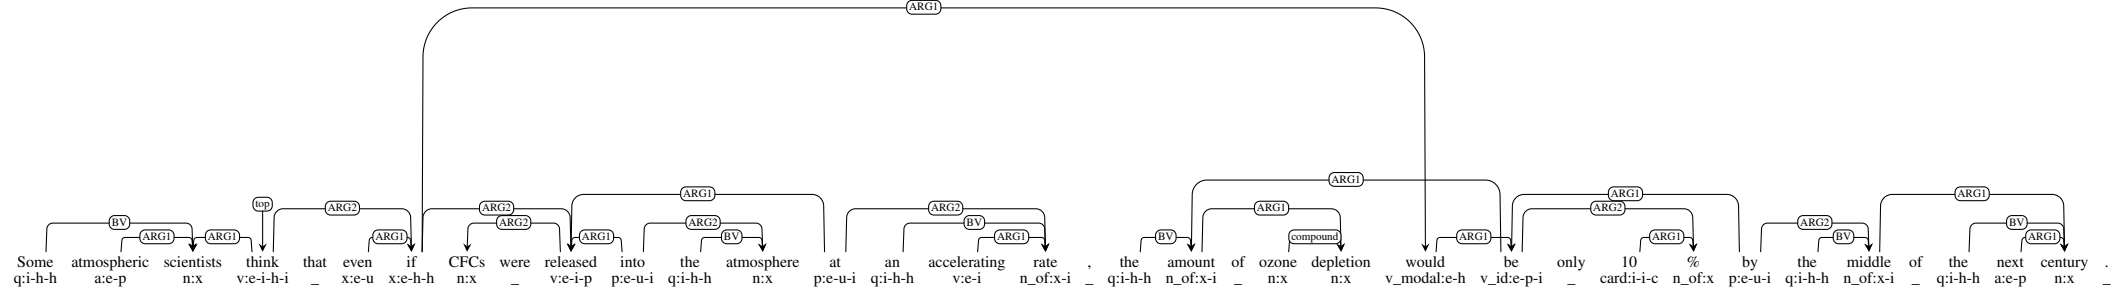 ARG1
ARG1 ARG1 ARG1 ARG1
top ARG2 ARG2 ARG2 ARG1 ARG2
BV ARG2 ARG2 BV ARG2 BV
ARG1 ARG1 ARG1 ARG1 BV ARG1 BV compound ARG1 ARG1 BV ARG1
Some atmospheric scientists think that even if CFCs were released into the atmosphere at an accelerating rate , the amount of ozone depletion would be only 10 % by the middle of the next century .
q:i-h-h a:e-p n:x v:e-i-h-i _ x:e-u x:e-h-h n:x _ v:e-i-p p:e-u-i q:i-h-h n:x p:e-u-i q:i-h-h v:e-i n_of:x-i _ q:i-h-h n_of:x-i _ n:x n:x v_modal:e-h v_id:e-p-i _ card:i-i-c n_of:x p:e-u-i q:i-h-h n_of:x-i _ q:i-h-h a:e-p n:x _